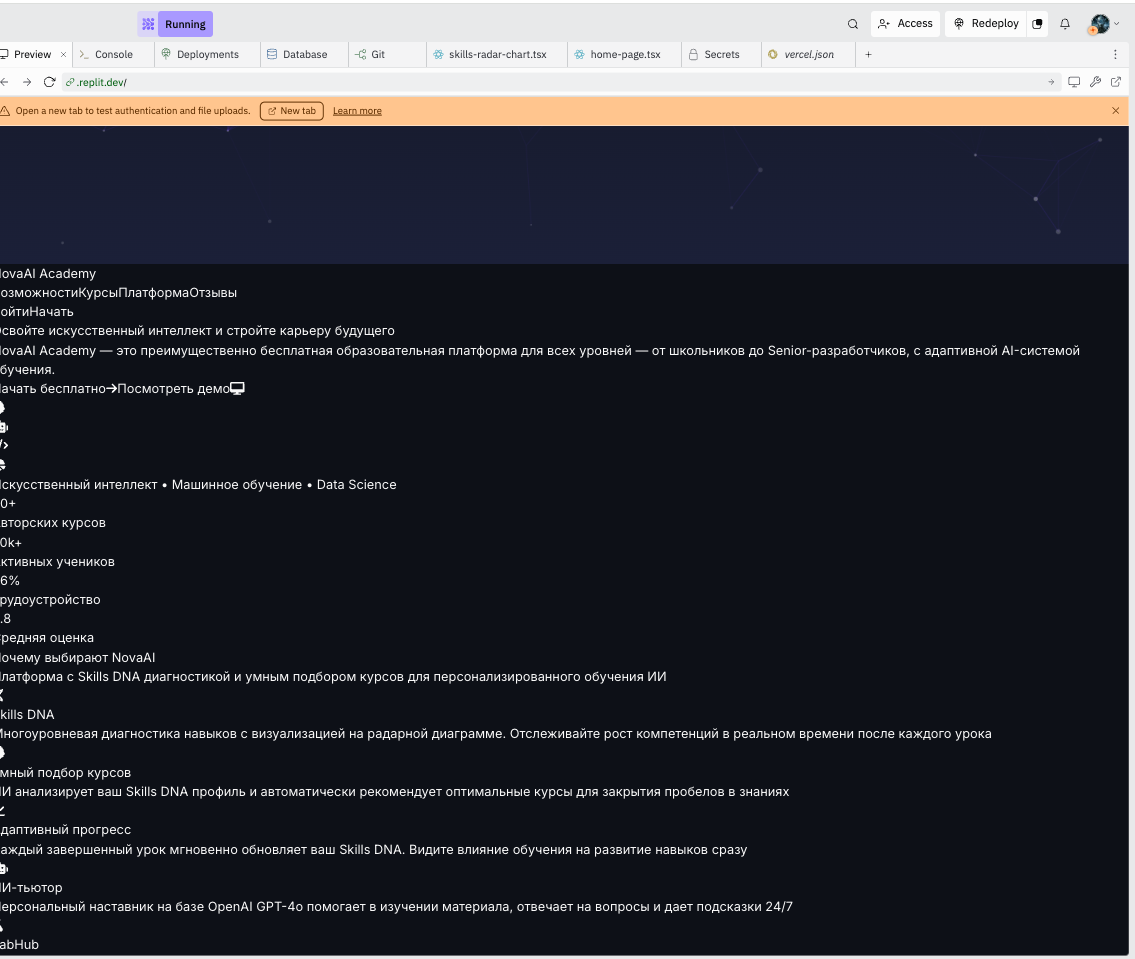 Running
Access
Redeploy
Preview
Console
Deployments
Database
Git
skills-radar-chart.tsx
home-page.tsx
Secrets
vercel.json
.replit.dev/
Open a new tab to test authentication and file uploads.
New tab
Learn more
ovaAI Academy
озможностиКурсыПлатформаОтзывы
ойтиНачать
свойте искусственный интеллект и стройте карьеру будущего
ovaAI Academy — это преимущественно бесплатная образовательная платформа для всех уровней — от школьников до Senior-разработчиков, с адаптивной AI-системой
бучения.
ачать бесплатно→Посмотреть демо
скусственный интеллект • Машинное обучение • Data Science
0+
вторских курсов
0k+
ктивных учеников
6%
рудоустройство
.8
редняя оценка
очему выбирают NovaAI
латформа с Skills DNA диагностикой и умным подбором курсов для персонализированного обучения ИИ
kills DNA
ногоуровневая диагностика навыков с визуализацией на радарной диаграмме. Отслеживайте рост компетенций в реальном времени после каждого урока
мный подбор курсов
И анализирует ваш Skills DNA профиль и автоматически рекомендует оптимальные курсы для закрытия пробелов в знаниях
даптивный прогресс
аждый завершенный урок мгновенно обновляет ваш Skills DNA. Видите влияние обучения на развитие навыков сразу
И-тьютор
ерсональный наставник на базе OpenAI GPT-4o помогает в изучении материала, отвечает на вопросы и дает подсказки 24/7
abHub